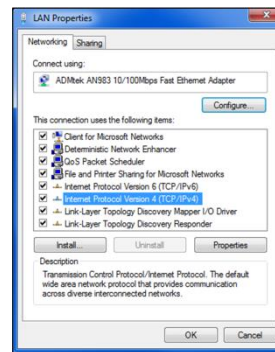 LAN Properties
Networking
Sharing
Connect using:
ADMtek AN983 10/100Mbps Fast Ethernet Adapter
Configure...
This connection uses the following items:
Client for Microsoft Networks
Deterministic Network Enhancer
QoS Packet Scheduler
File and Printer Sharing for Microsoft Networks
Internet Protocol Version 6 (TCP/IPv6)
Internet Protocol Version 4 (TCP/IPv4)
Link-Layer Topology Discovery Mapper I/O Driver
Link-Layer Topology Discovery Responder
Install...
Uninstall
Properties
Description
Transmission Control Protocol/Internet Protocol. The default
wide area network protocol that provides communication
across diverse interconnected networks.
OK
Cancel